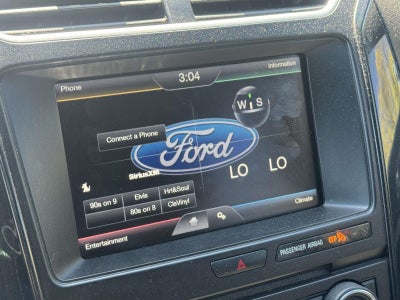 Phone 3:04 Information
W S
Connect a Phone
Ford
SiriusXM
LO LO
90s on 9 Elvis Hrt&Soul
80s on 8 ClsVinyl
Entertainment Climate
PASSENGER AIRBAG OFF